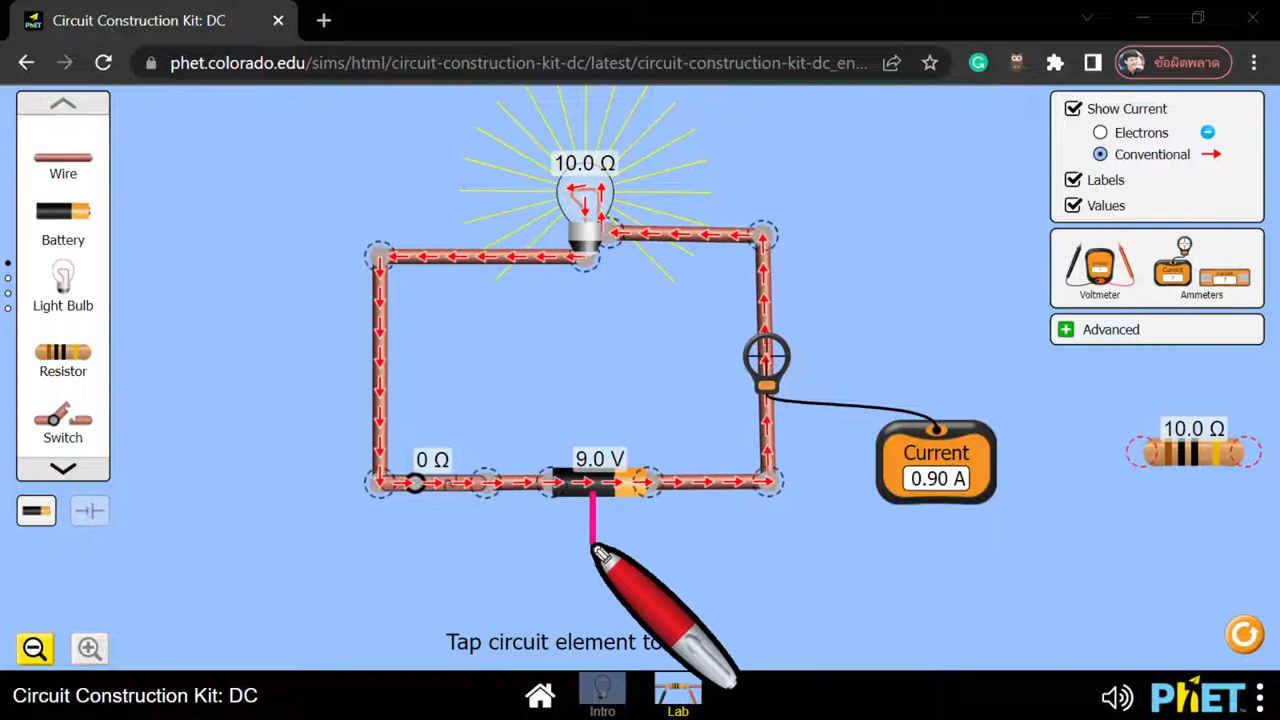 Circuit Construction Kit: DC
phet.colorado.edu/sims/html/circuit-construction-kit-dc/latest/circuit-construction-kit-dc_en...
ข้อผิดพลาด
Wire
Battery
Light Bulb
Resistor
Switch
10.0 Ω
0 Ω
9.0 V
Current
0.90 A
Show Current
Electrons
Conventional
Labels
Values
Voltmeter
Current
Ammeters
Advanced
10.0 Ω
Tap circuit element to
Circuit Construction Kit: DC
Intro
Lab
PhET